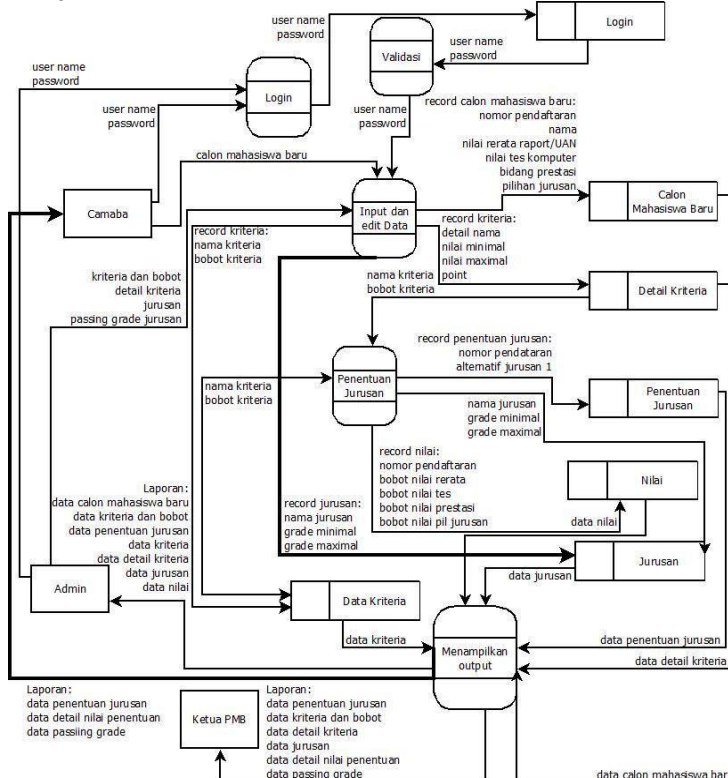 user name
password
Login
Validasi
user name
password
user name
password
Login
user name
password
user name
password
record calon mahasiswa baru:
nomor pendaftaran
nama
nilai rerata raport/UAN
nilai tes komputer
bidang prestasi
pilihan jurusan
calon mahasiswa baru
Camaba
Input dan
edit Data
Calon
Mahasiswa Baru
record kriteria:
nama kriteria
bobot kriteria
record kriteria:
detail nama
nilai minimal
nilai maximal
point
kriteria dan bobot
detail kriteria
jurusan
passing grade jurusan
nama kriteria
bobot kriteria
Detail Kriteria
record penentuan jurusan:
nomor pendataran
alternatif jurusan 1
nama kriteria
bobot kriteria
Penentuan
Jurusan
Penentuan
Jurusan
nama jurusan
grade minimal
grade maximal
record nilai:
nomor pendaftaran
bobot nilai rerata
bobot nilai tes
bobot nilai prestasi
bobot nilai pil jurusan
Nilai
data nilai
Laporan:
data calon mahasiswa baru
data kriteria dan bobot
data penentuan jurusan
data kriteria
data detail kriteria
data jurusan
data nilai
record jurusan:
nama jurusan
grade minimal
grade maximal
Jurusan
data jurusan
Admin
Data Kriteria
data kriteria
Menampilkan
output
data penentuan jurusan
data detail kriteria
Laporan:
data penentuan jurusan
data detail nilai penentuan
data passiing grade
Ketua PMB
Laporan:
data penentuan jurusan
data kriteria dan bobot
data detail kriteria
data jurusan
data detail nilai penentuan
data passing grade
data calon mahasiswa baru